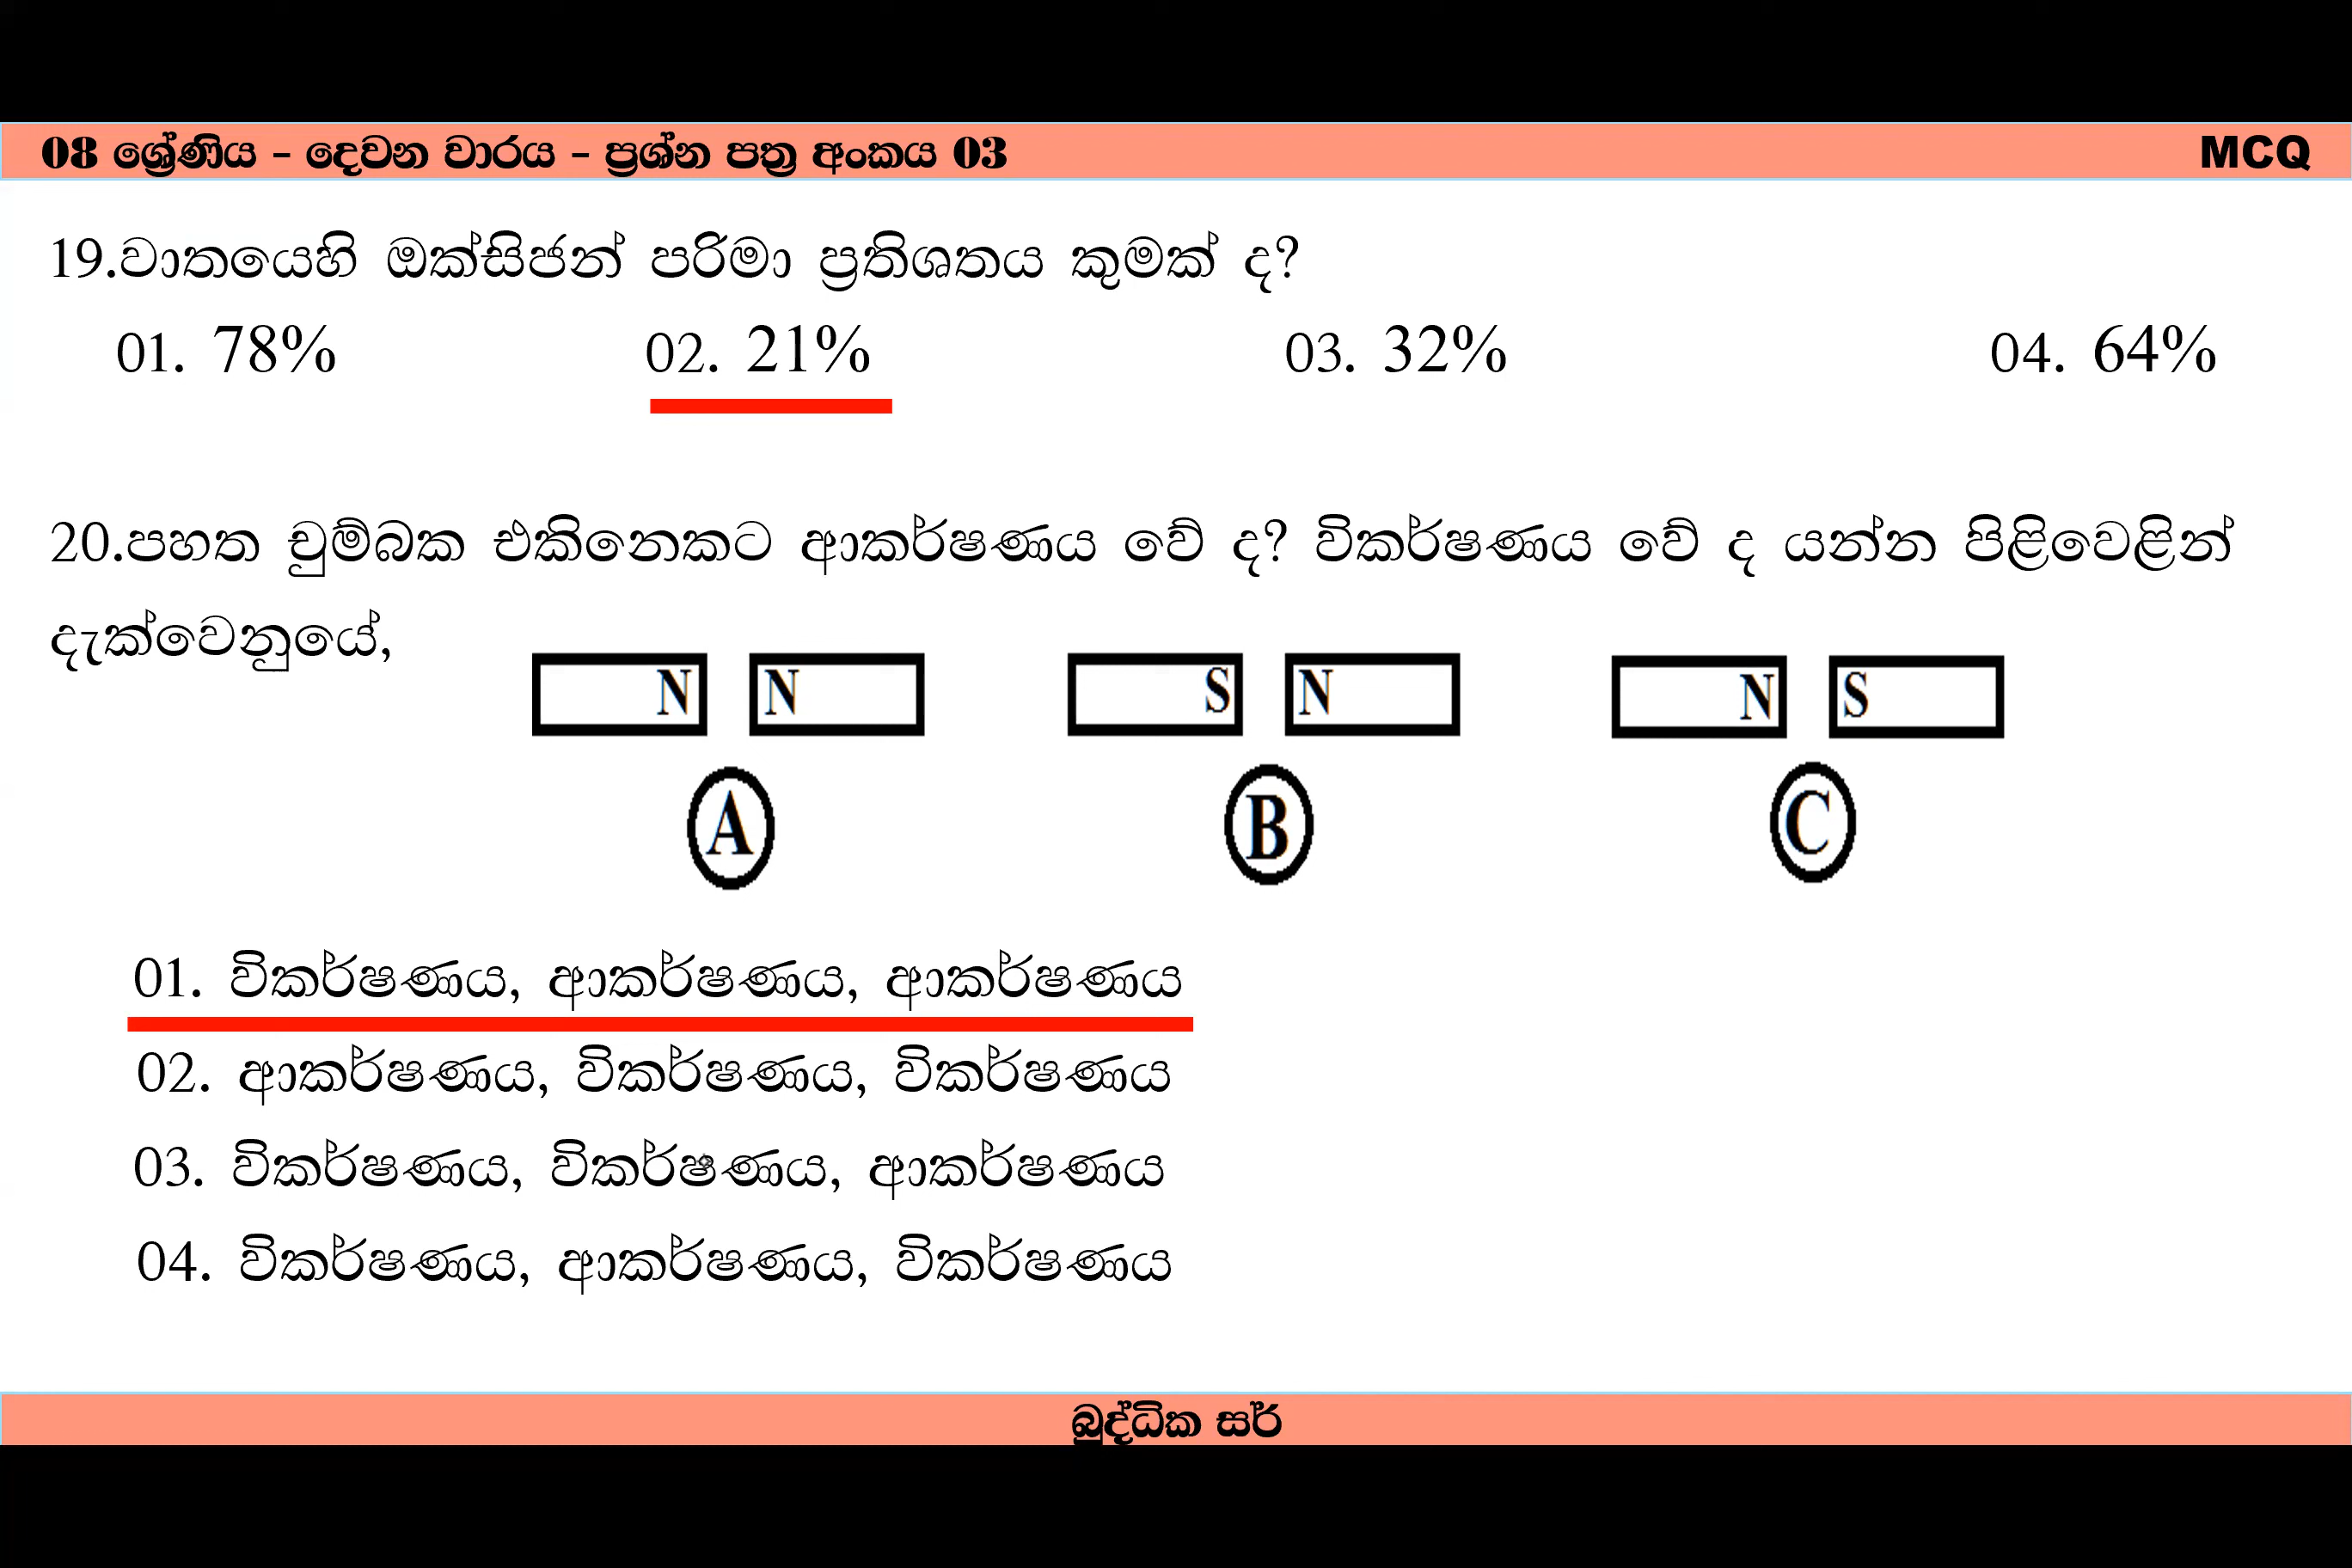 08 ශ්‍රේණිය – දෙවන වාරය – ප්‍රශ්න පත්‍ර අංකය 03 MCQ
19.වාතයෙහි ඔක්සිජන් පරිමා ප්‍රතිශතය කුමක් ද?
01. 78% 02. 21% 03. 32% 04. 64%
20.පහත චුම්බක එකිනෙකට ආකර්ෂණය වේ ද? විකර්ෂණය වේ ද යන්න පිළිවෙළින්
දැක්වෙනුයේ,
N N S N N S
A B C
01. විකර්ෂණය, ආකර්ෂණය, ආකර්ෂණය
02. ආකර්ෂණය, විකර්ෂණය, විකර්ෂණය
03. විකර්ෂණය, විකර්ෂණය, ආකර්ෂණය
04. විකර්ෂණය, ආකර්ෂණය, විකර්ෂණය
බුද්ධික සර්